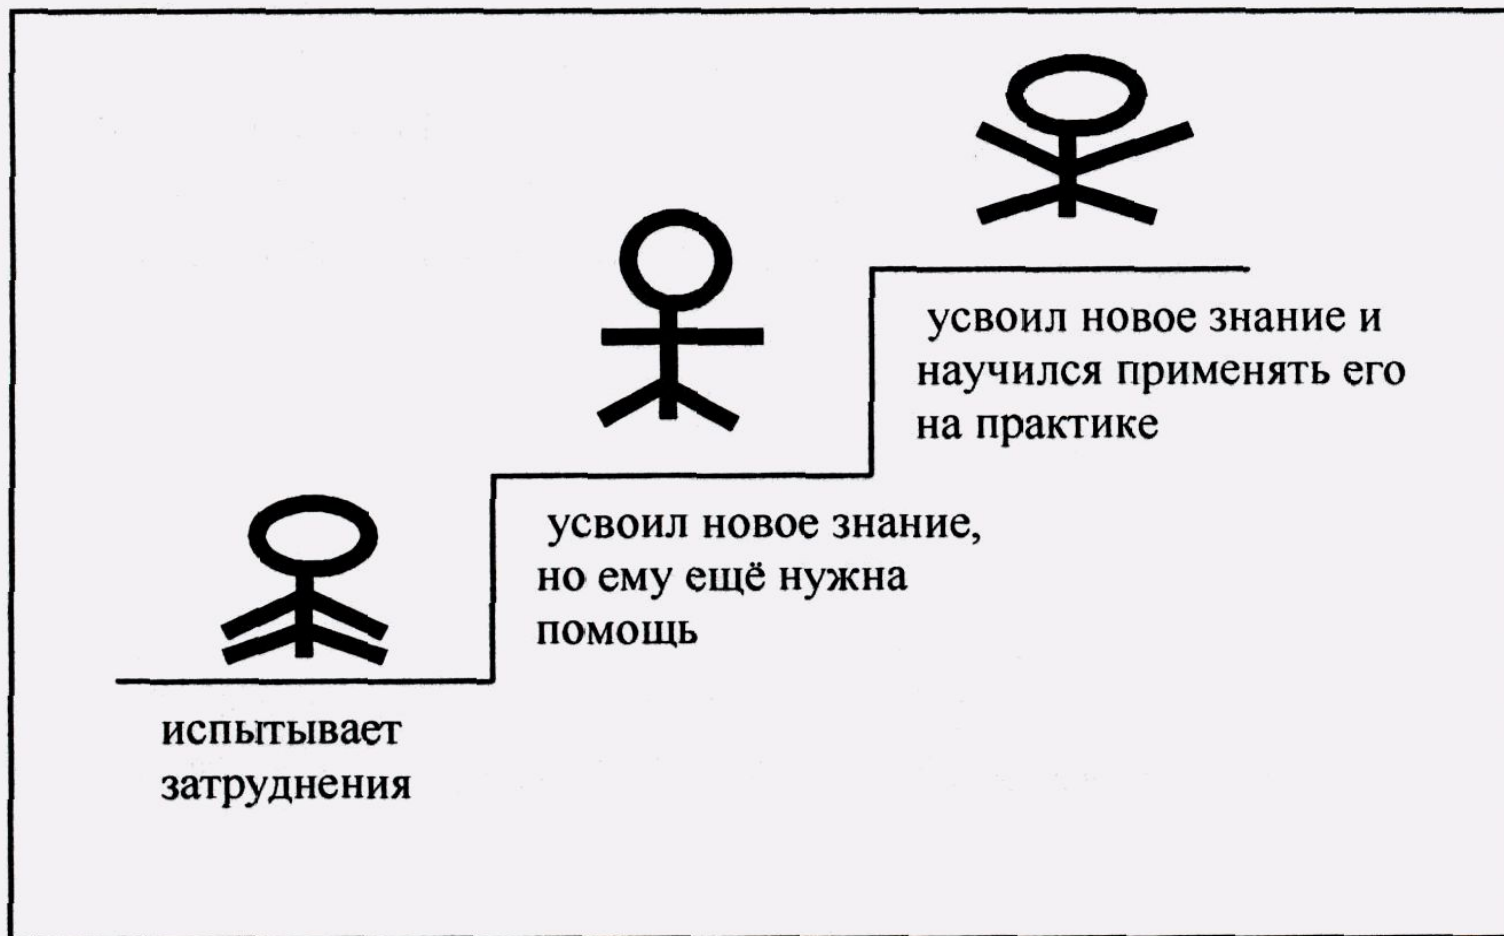 усвоил новое знание и
научился применять его
на практике
усвоил новое знание,
но ему ещё нужна
помощь
испытывает
затруднения